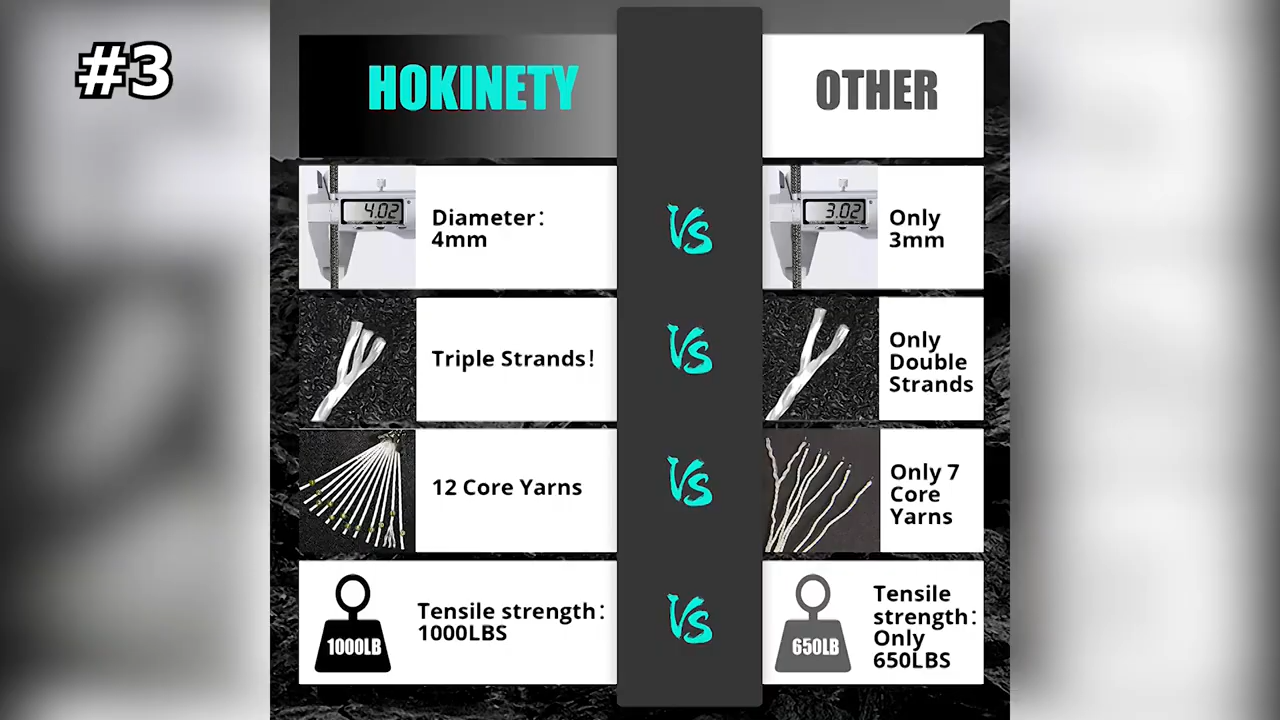 #3
HOKINETY
OTHER
4.02
Diameter:
4mm
VS
3.02
Only
3mm
Triple Strands!
VS
Only
Double
Strands
12 Core Yarns
VS
Only 7
Core
Yarns
1000LB
Tensile strength:
1000LBS
VS
650LB
Tensile
strength:
Only
650LBS